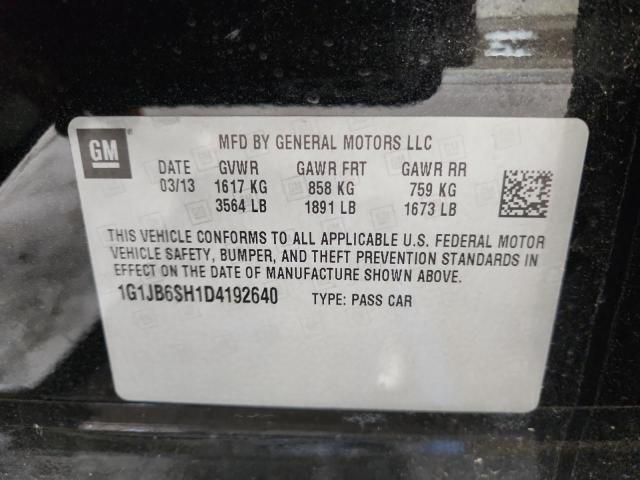 GM
MFD BY GENERAL MOTORS LLC
DATE GVWR GAWR FRT GAWR RR
03/13 1617 KG 858 KG 759 KG
3564 LB 1891 LB 1673 LB
THIS VEHICLE CONFORMS TO ALL APPLICABLE U.S. FEDERAL MOTOR
VEHICLE SAFETY, BUMPER, AND THEFT PREVENTION STANDARDS IN
EFFECT ON THE DATE OF MANUFACTURE SHOWN ABOVE.
1G1JB6SH1D4192640 TYPE: PASS CAR